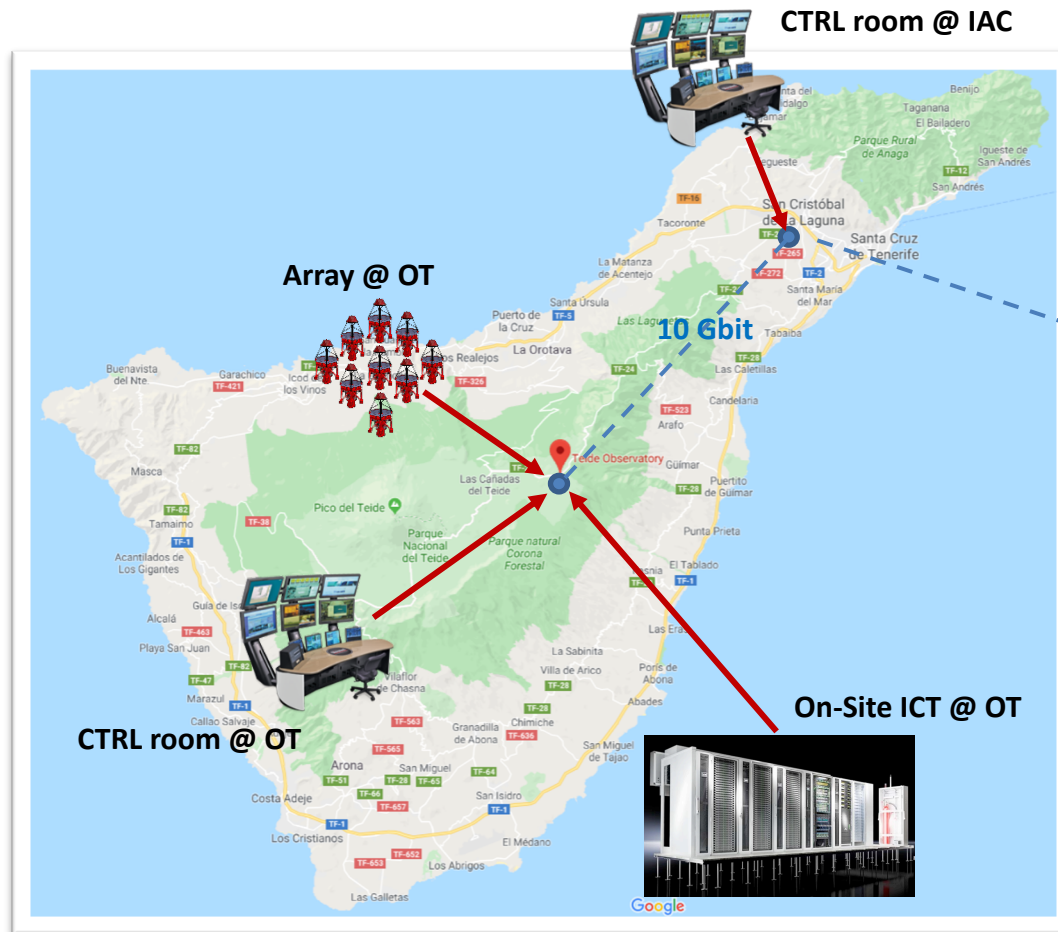 CTRL room @ IAC
Benijo
Taganana
El Bailadero
Parque Rural
de Anaga
Igueste de
San Andrés
TF-12
San Andrés
TF-16
Tacoronte
San Cristóbal
de La Laguna
TF-265
Santa Cruz
de Tenerife
La Matanza
de Acentejo
TF-272
TF-2
Santa María
del Mar
Array @ OT
Santa Úrsula
Puerto de
la Cruz
TF-5
10 Gbit
Tabaiba
La Orotava
TF-28
Las Caletillas
Buenavista
del Nte.
Garachico
TF-421
Icod de
los Vinos
TF-326
TF-24
Candelaria
TF-523
Arafo
TF-82
Masca
Teide Observatory
Güímar
Las Cañadas
del Teide
TF-28
Puertito
de Güímar
TF-82
Pico del Teide
TF-38
Tamaimo
TF-1
Parque
Nacional
del Teide
Parque natural
Corona
Forestal
Punta Prieta
Acantilados de
Los Gigantes
El Tablado
TF-1
Alcalá
TF-463
Playa San Juan
TF-82
La Sabinita
Villa de Arico
Porís de
Abona
TF-47
Marazul
TF-1
Vilaflor
de Chasna
TF-28
Abades
Callao Salvaje
On-Site ICT @ OT
CTRL room @ OT
TF-563
Granadilla
de Abona
TF-28
Chimiche
TF-636
TF-565
San Miguel
de Tajao
Arona
TF-51
TF-28
San Miguel
TF-65
TF-64
TF-66
TF-657
San Isidro
Costa Adeje
TF-1
TF-1
Los Cristianos
El Médano
TF-652
TF-653
Los Abrigos
Las Galletas
Google